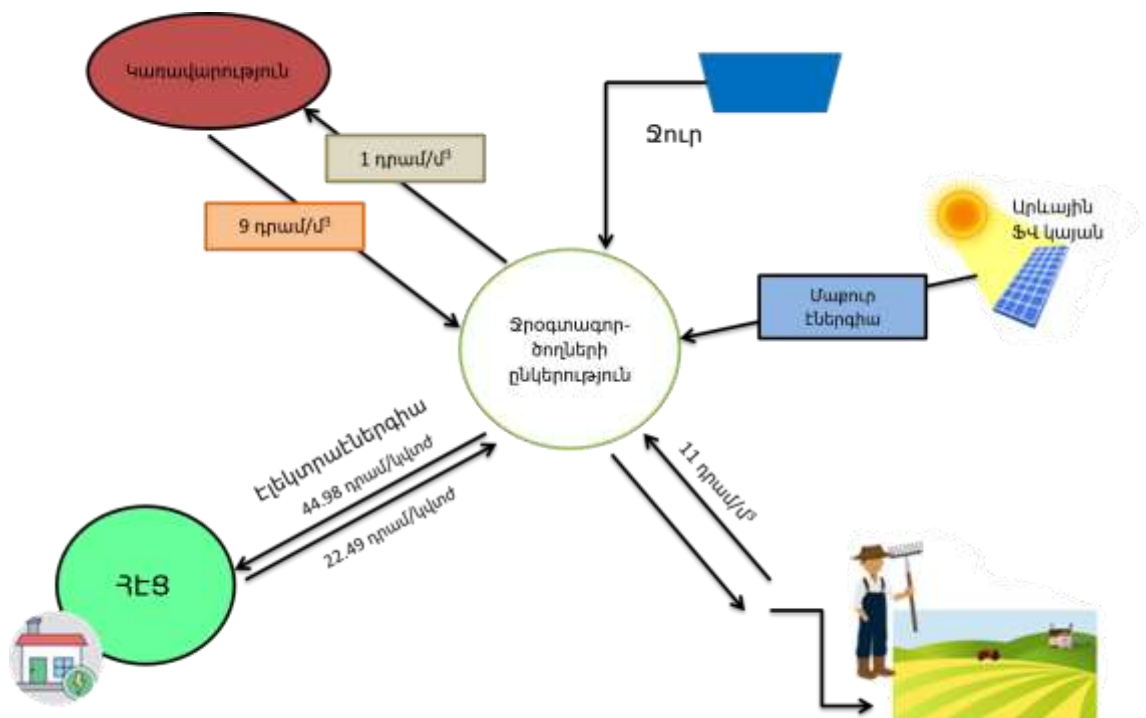 Կառավարություն
1 դրամ/մ³
9 դրամ/մ³
Ջուր
Արևային
ՖՎ կայան
Մաքուր
էներգիա
Ջրօգտագոր-
ծողների
ընկերություն
Էլեկտրաէներգիա
44.98 դրամ/կվտժ
22.49 դրամ/կվտժ
11 դրամ/մ³
ՀԷՑ